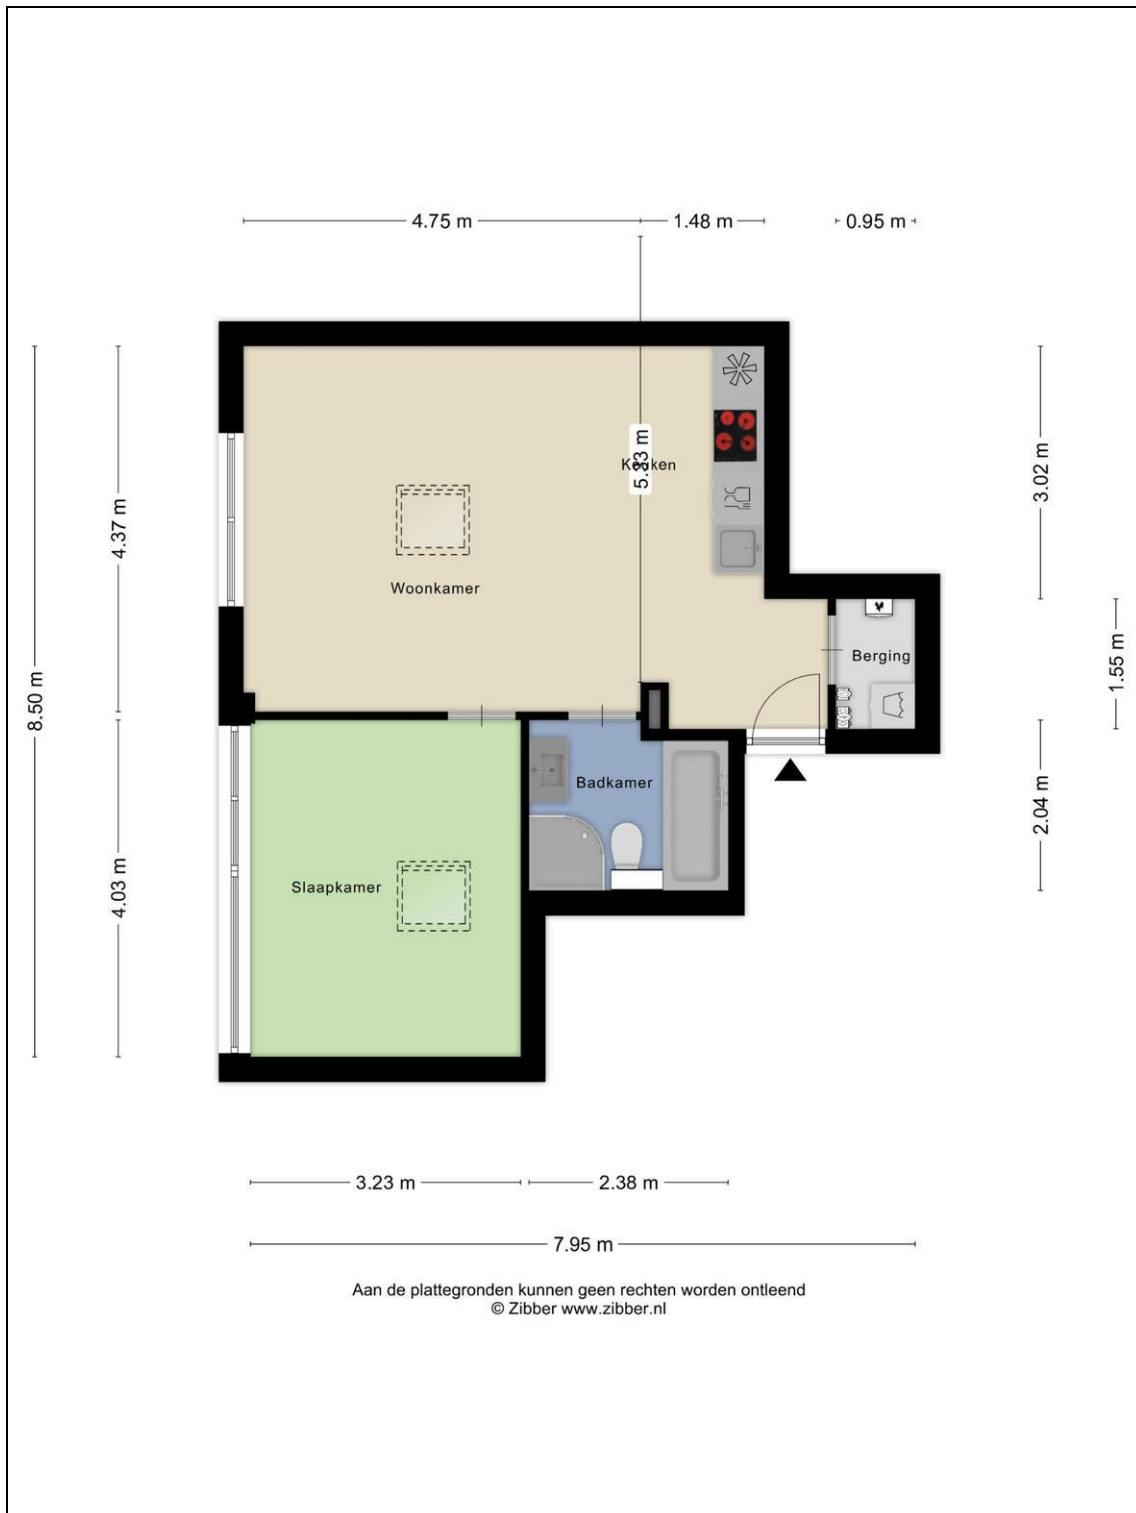 4.75 m
1.48 m
0.95 m
5.33 m
Keuken
3.02 m
4.37 m
Woonkamer
Berging
1.55 m
8.50 m
Badkamer
2.04 m
Slaapkamer
4.03 m
3.23 m
2.38 m
7.95 m
Aan de plattegronden kunnen geen rechten worden ontleend
© Zibber www.zibber.nl